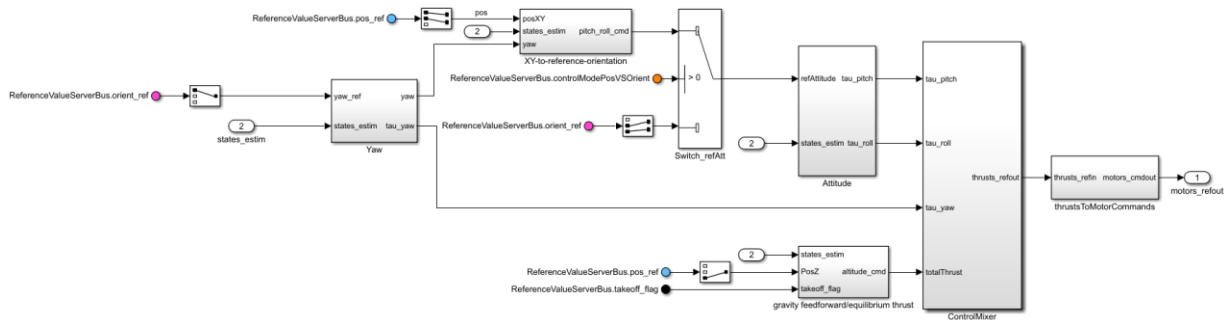 ReferenceValueServerBus.pos_ref
pos
posXY
2
states_estim
pitch_roll_cmd
yaw
XY-to-reference-orientation
ReferenceValueServerBus.controlModePosVSOrient
> 0
refAttitude
tau_pitch
tau_pitch
ReferenceValueServerBus.orient_ref
yaw_ref
yaw
2
states_estim
states_estim
tau_yaw
Yaw
ReferenceValueServerBus.orient_ref
Switch_refAtt
2
states_estim
tau_roll
Attitude
tau_roll
thrusts_refout
thrusts_refin
motors_cmdout
thrustsToMotorCommands
1
motors_refout
tau_yaw
2
states_estim
ReferenceValueServerBus.pos_ref
PosZ
altitude_cmd
totalThrust
ReferenceValueServerBus.takeoff_flag
takeoff_flag
gravity feedforward/equilibrium thrust
ControlMixer